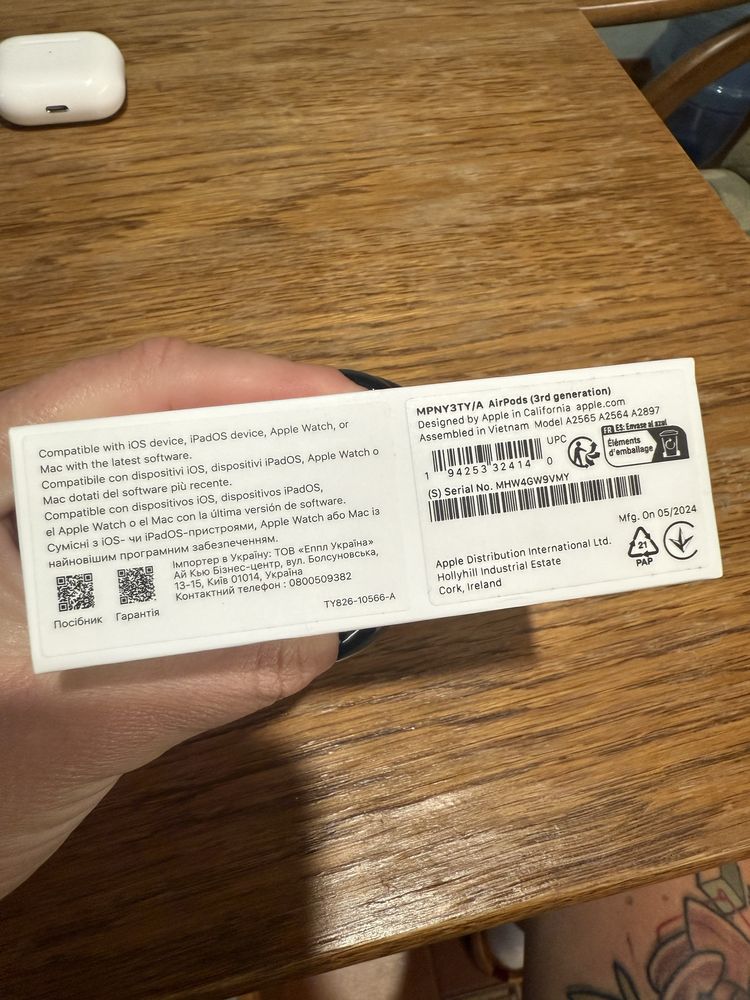 Compatible with iOS device, iPadOS device, Apple Watch, or
Mac with the latest software.
Compatibile con dispositivi iOS, dispositivi iPadOS, Apple Watch o
Mac dotati del software più recente.
Compatible con dispositivos iOS, dispositivos iPadOS,
el Apple Watch o el Mac con la última versión de software.
Сумісні з iOS- чи iPadOS-пристроями, Apple Watch або Mac із
найновішим програмним забезпеченням.
Імпортер в Україну: ТОВ «Еппл Україна»
Ай Кью Бізнес-центр, вул. Болсуновська,
13-15, Київ 01014, Україна
Контактний телефон : 0800509382
Посібник
Гарантія
TY826-10566-A
MPNY3TY/A AirPods (3rd generation)
Designed by Apple in California apple.com
Assembled in Vietnam Model A2565 A2564 A2897
UPC
1 94253 32414 0
FR ES: Envase al azul
Éléments
d'emballage
(S) Serial No. MHW4GW9VMY
Mfg. On 05/2024
Apple Distribution International Ltd.
Hollyhill Industrial Estate
Cork, Ireland
21
PAP